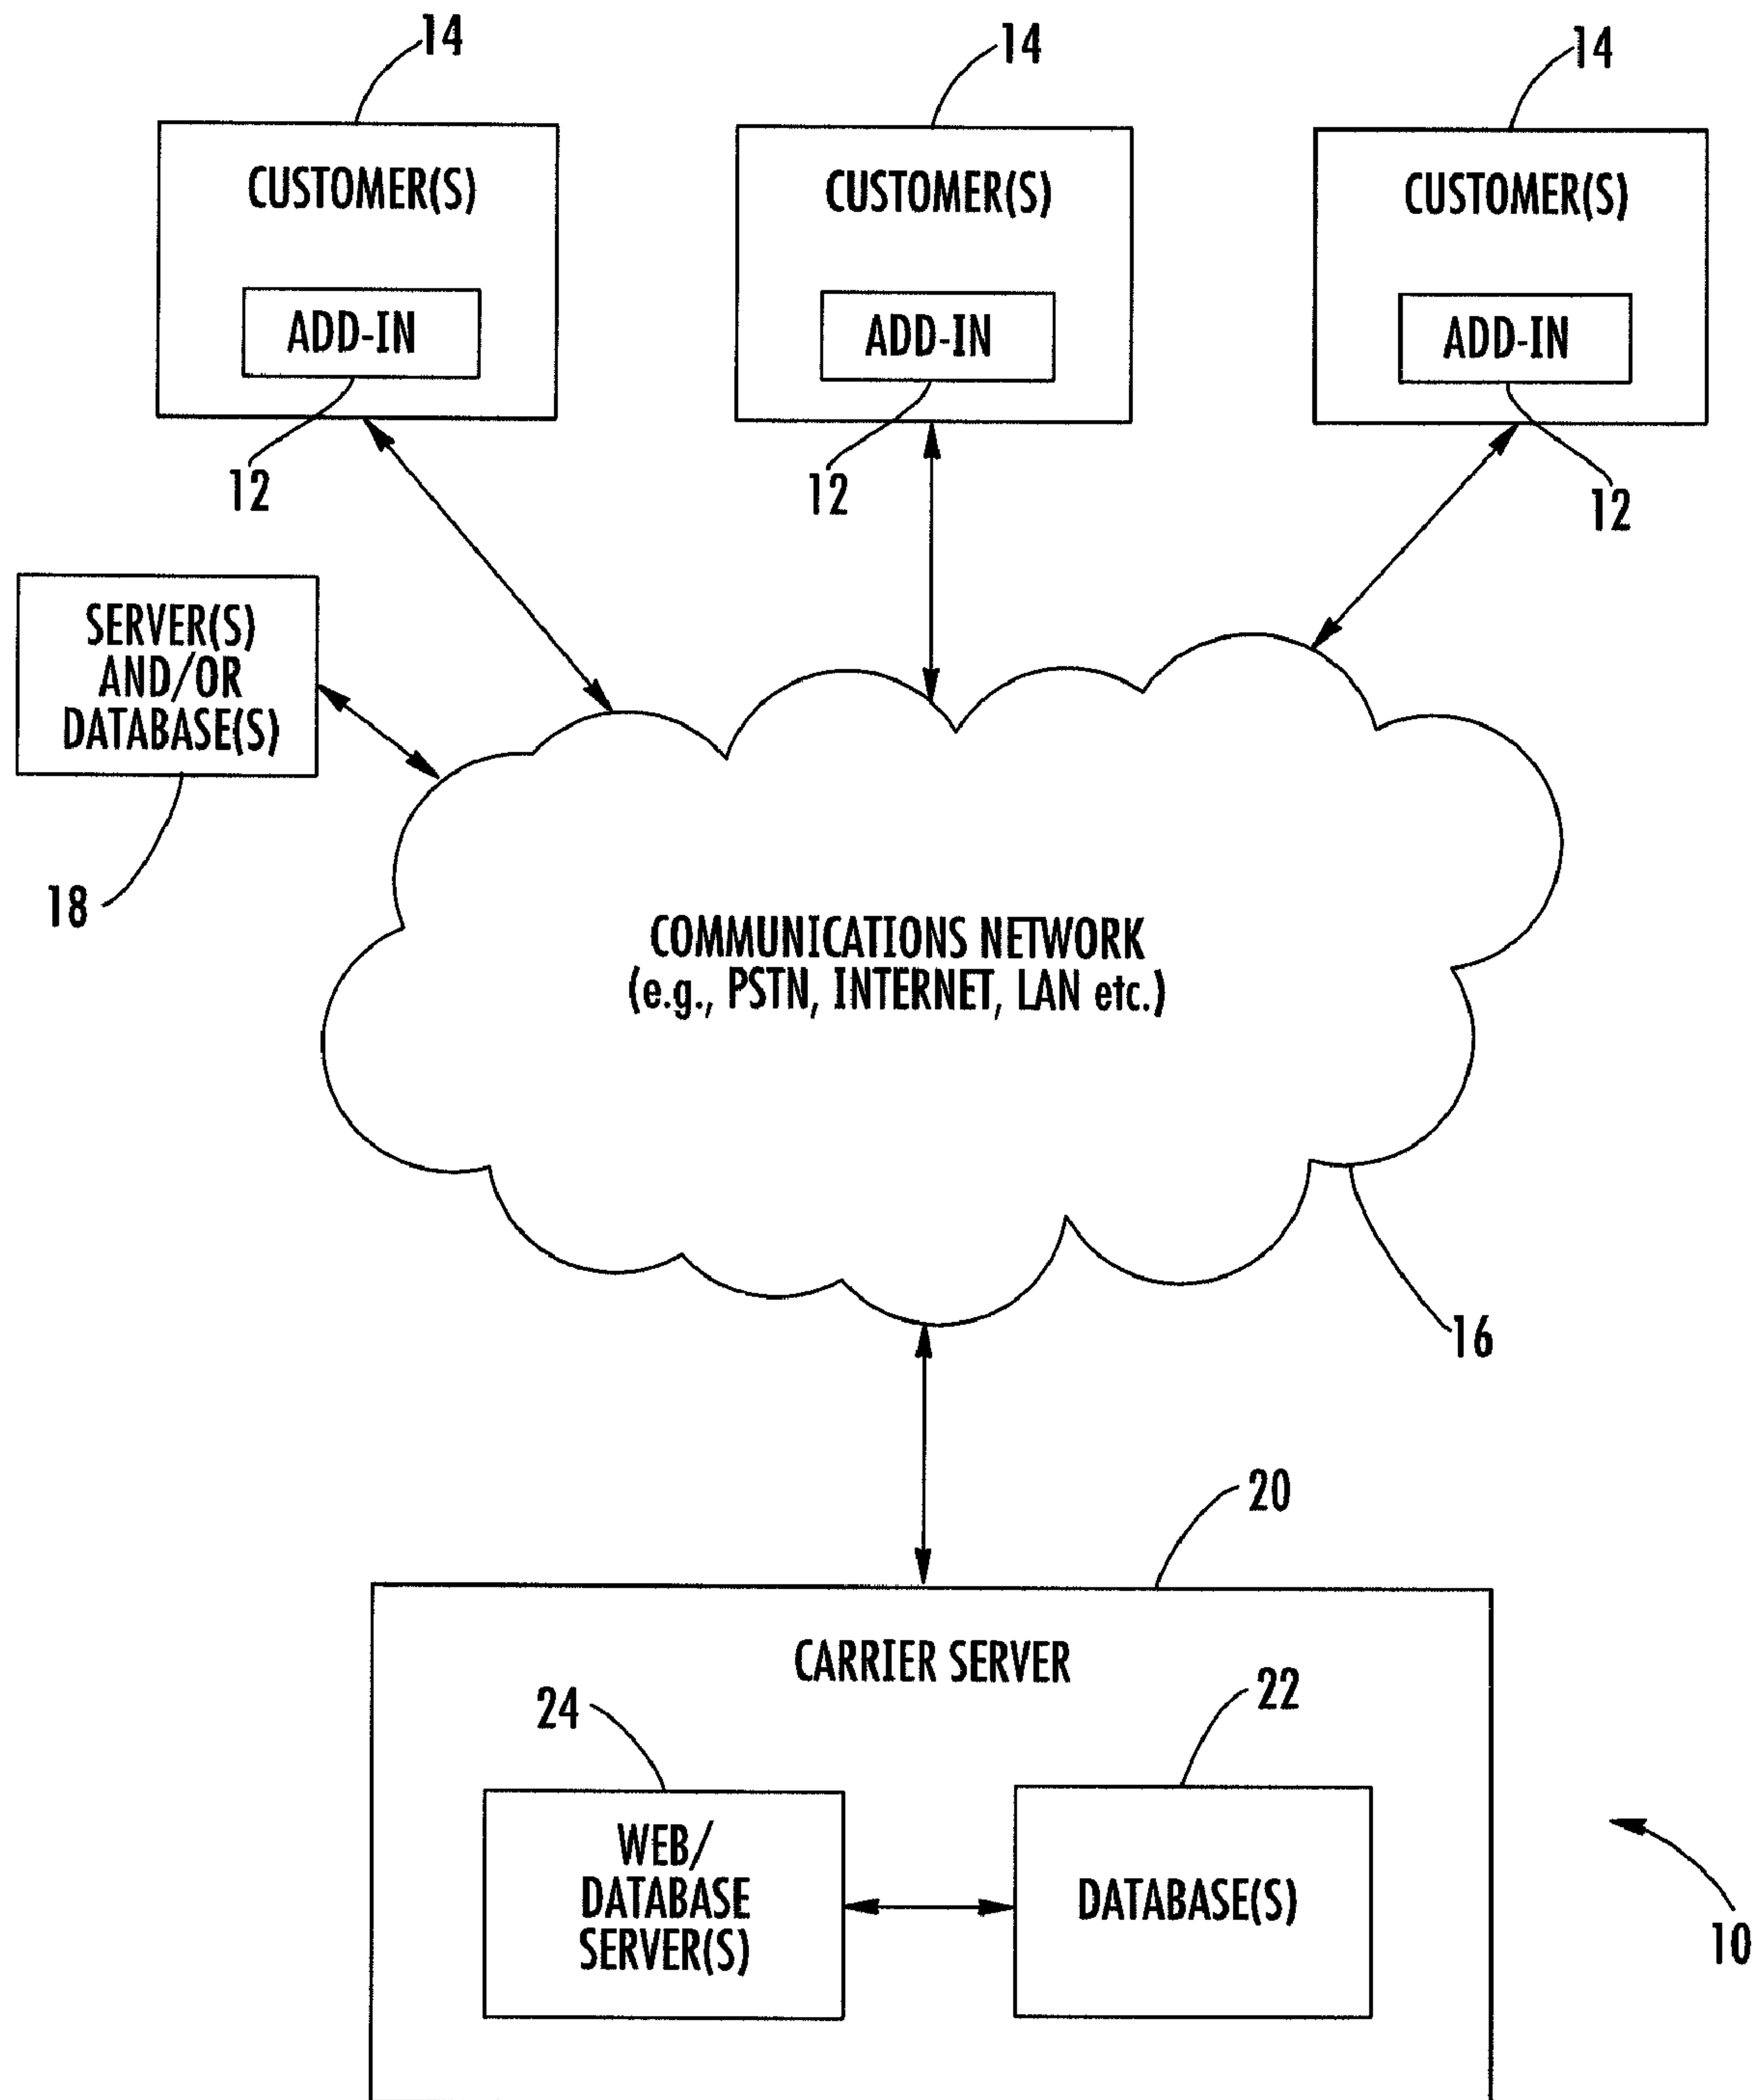 14
14
14
CUSTOMER(S)
CUSTOMER(S)
CUSTOMER(S)
ADD-IN
ADD-IN
ADD-IN
12
12
12
SERVER(S)
AND/OR
DATABASE(S)
18
COMMUNICATIONS NETWORK
(e.g., PSTN, INTERNET, LAN etc.)
16
20
CARRIER SERVER
24
22
WEB/
DATABASE
SERVER(S)
DATABASE(S)
10